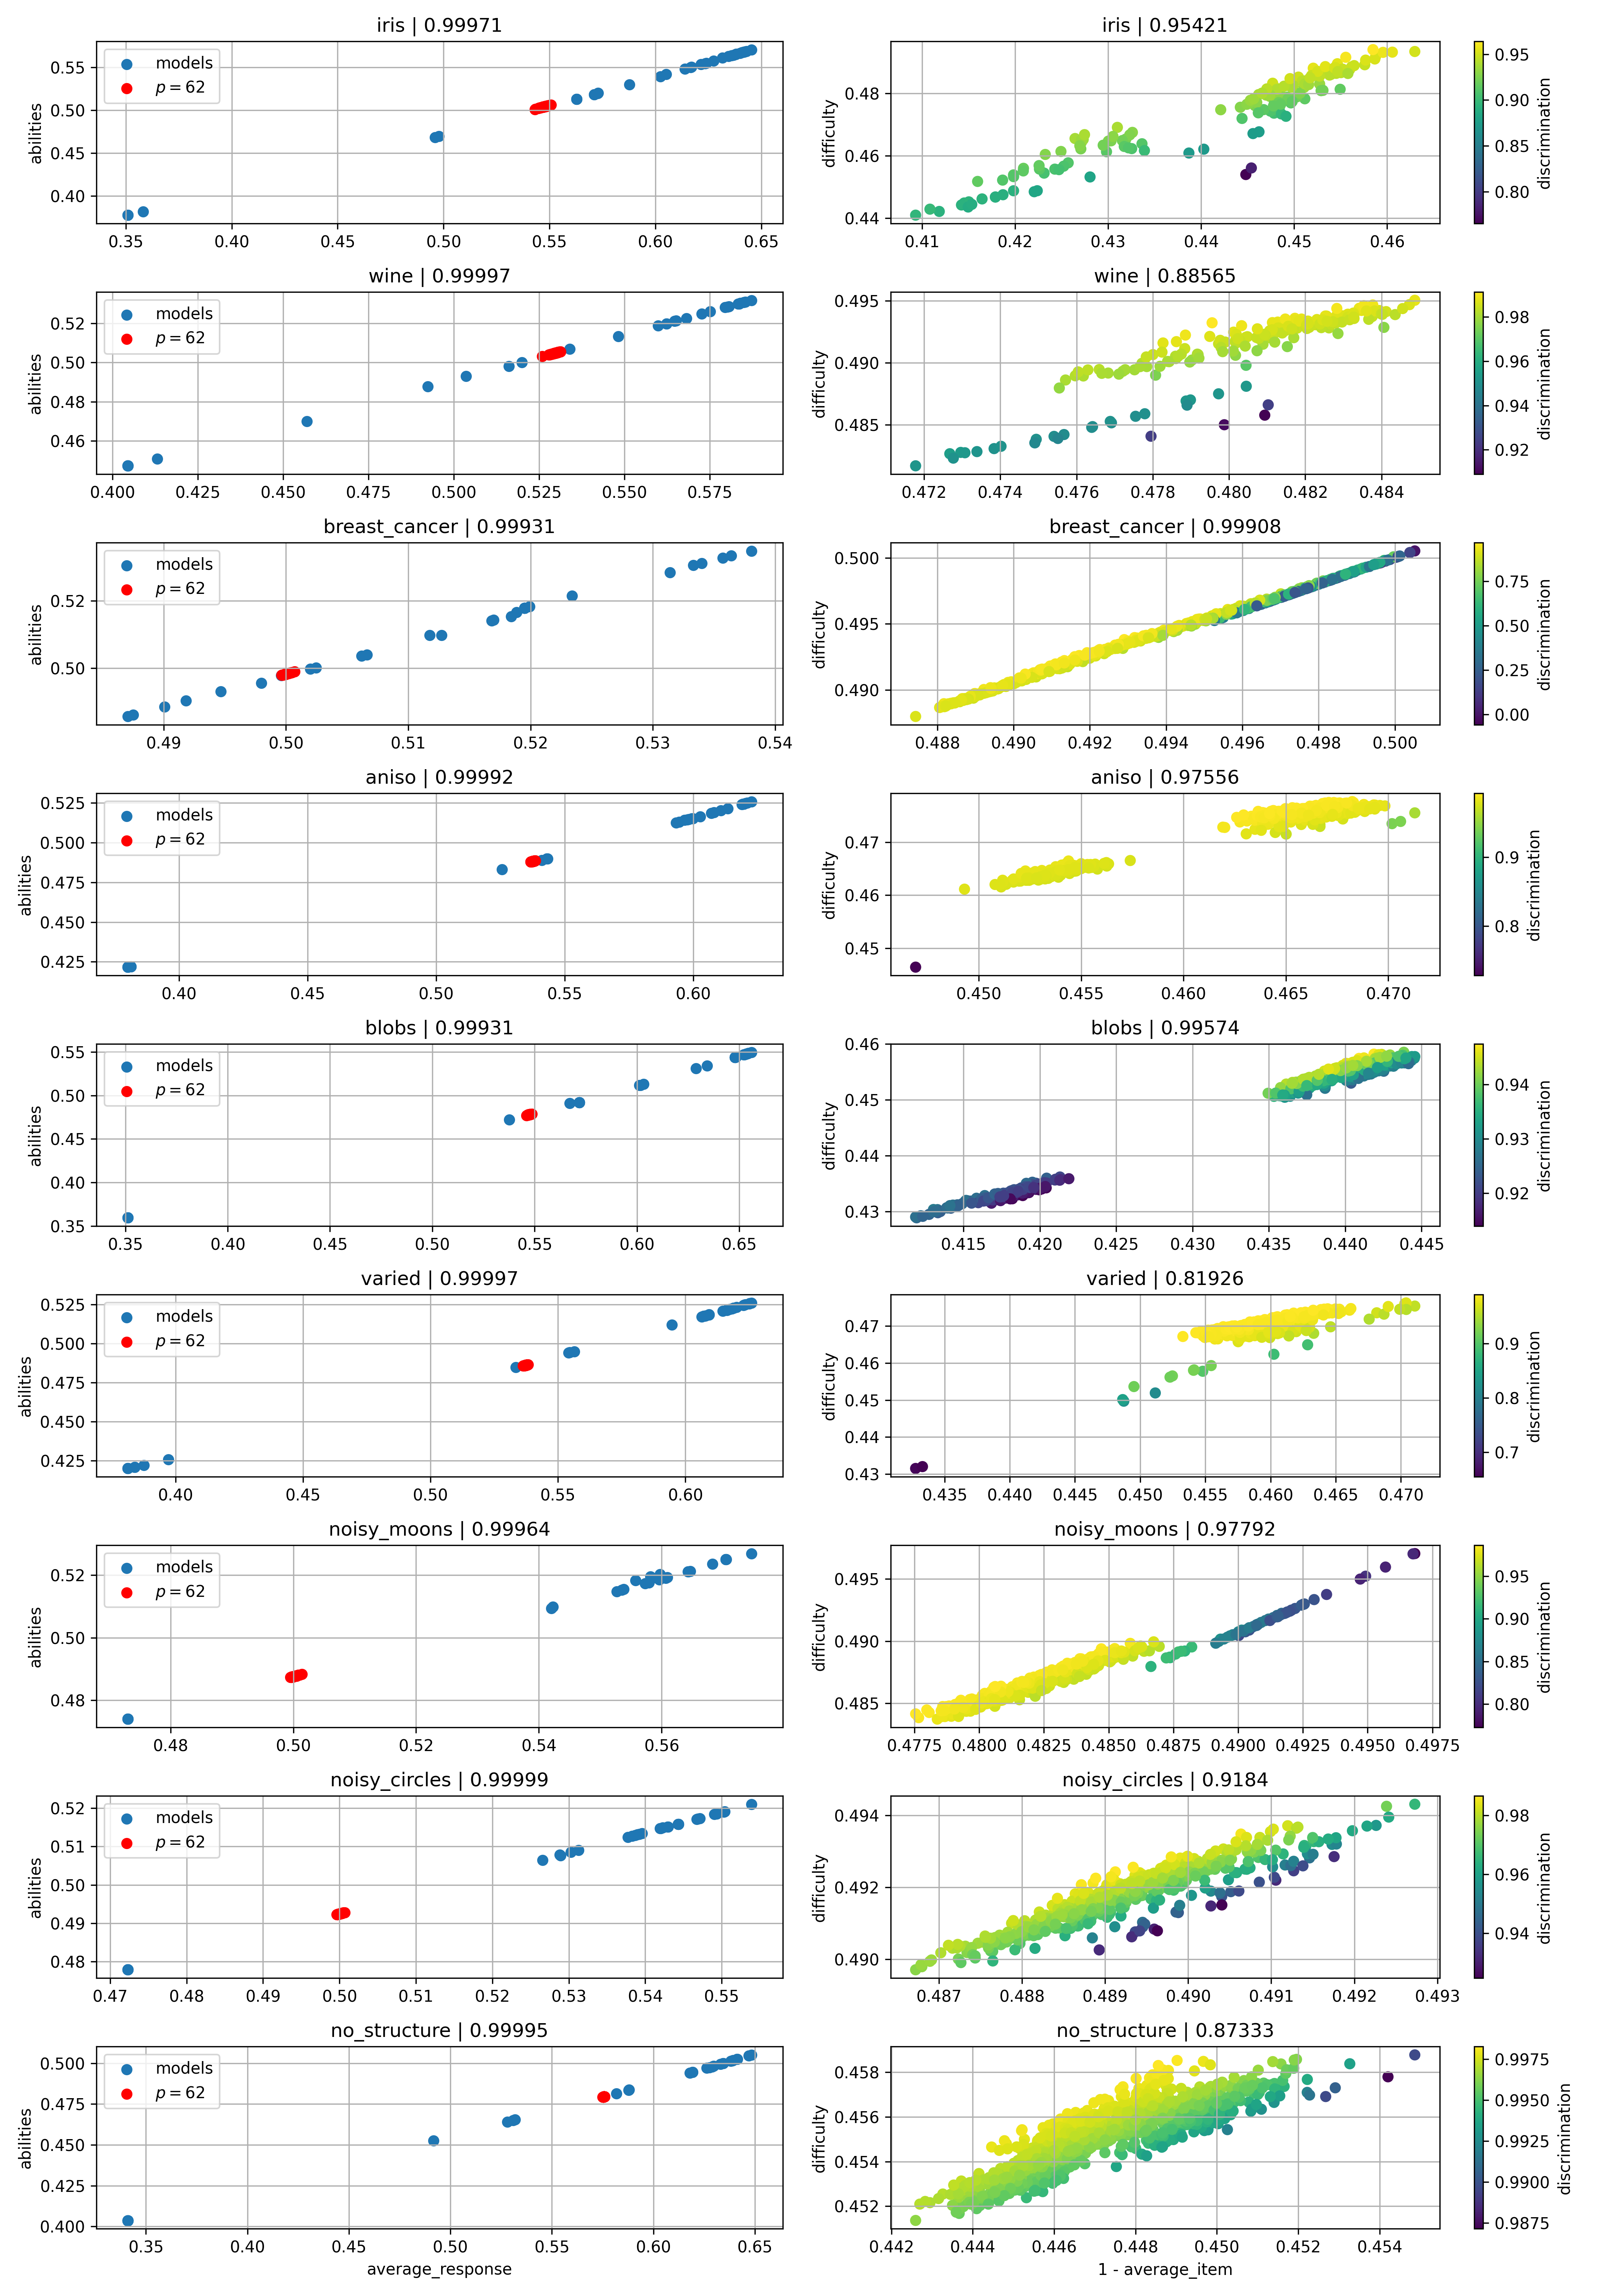 iris | 0.99971
abilities
0.55
0.50
0.45
0.40
models
p = 62
0.35 0.40 0.45 0.50 0.55 0.60 0.65
iris | 0.95421
difficulty
0.48
0.46
0.44
0.41 0.42 0.43 0.44 0.45 0.46
0.95
0.90
0.85
0.80
discrimination
wine | 0.99997
abilities
0.52
0.50
0.48
0.46
models
p = 62
0.400 0.425 0.450 0.475 0.500 0.525 0.550 0.575
wine | 0.88565
difficulty
0.495
0.490
0.485
0.472 0.474 0.476 0.478 0.480 0.482 0.484
0.98
0.96
0.94
0.92
discrimination
breast_cancer | 0.99931
abilities
0.52
0.50
models
p = 62
0.49 0.50 0.51 0.52 0.53 0.54
breast_cancer | 0.99908
difficulty
0.500
0.495
0.490
0.488 0.490 0.492 0.494 0.496 0.498 0.500
0.75
0.50
0.25
0.00
discrimination
aniso | 0.99992
abilities
0.525
0.500
0.475
0.450
0.425
models
p = 62
0.40 0.45 0.50 0.55 0.60
aniso | 0.97556
difficulty
0.47
0.46
0.45
0.450 0.455 0.460 0.465 0.470
0.9
0.8
discrimination
blobs | 0.99931
abilities
0.55
0.50
0.45
0.40
0.35
models
p = 62
0.35 0.40 0.45 0.50 0.55 0.60 0.65
blobs | 0.99574
difficulty
0.46
0.45
0.44
0.43
0.415 0.420 0.425 0.430 0.435 0.440 0.445
0.94
0.93
0.92
discrimination
varied | 0.99997
abilities
0.525
0.500
0.475
0.450
0.425
models
p = 62
0.40 0.45 0.50 0.55 0.60
varied | 0.81926
difficulty
0.47
0.46
0.45
0.44
0.43
0.435 0.440 0.445 0.450 0.455 0.460 0.465 0.470
0.9
0.8
0.7
discrimination
noisy_moons | 0.99964
abilities
0.52
0.50
0.48
models
p = 62
0.48 0.50 0.52 0.54 0.56
noisy_moons | 0.97792
difficulty
0.495
0.490
0.485
0.4775 0.4800 0.4825 0.4850 0.4875 0.4900 0.4925 0.4950 0.4975
0.95
0.90
0.85
0.80
discrimination
noisy_circles | 0.99999
abilities
0.52
0.51
0.50
0.49
0.48
models
p = 62
0.47 0.48 0.49 0.50 0.51 0.52 0.53 0.54 0.55
noisy_circles | 0.9184
difficulty
0.494
0.492
0.490
0.487 0.488 0.489 0.490 0.491 0.492 0.493
0.98
0.96
0.94
discrimination
no_structure | 0.99995
abilities
0.500
0.475
0.450
0.425
0.400
models
p = 62
0.35 0.40 0.45 0.50 0.55 0.60 0.65
average_response
no_structure | 0.87333
difficulty
0.458
0.456
0.454
0.452
0.442 0.444 0.446 0.448 0.450 0.452 0.454
1 - average_item
0.9975
0.9950
0.9925
0.9900
0.9875
discrimination